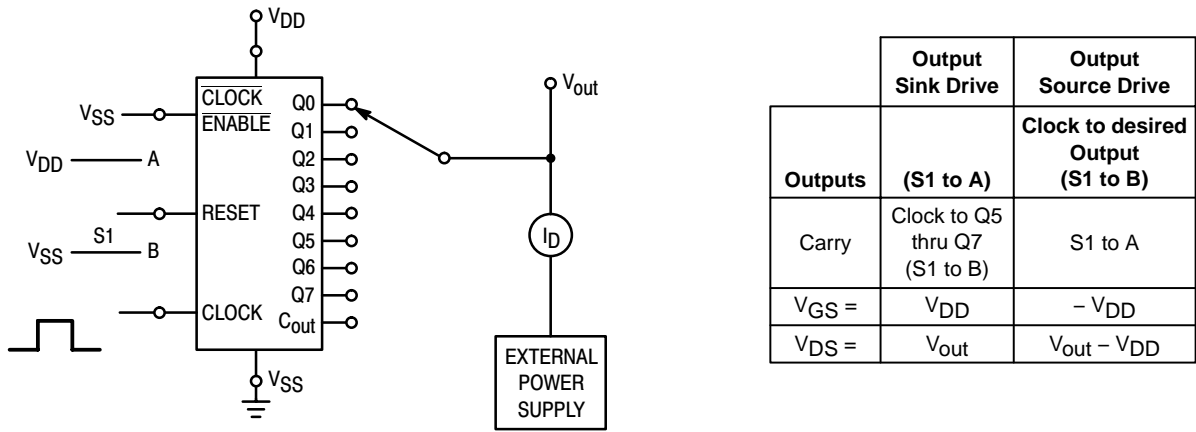 VDD
VSS
CLOCK
ENABLE
VDD
A
RESET
VSS
S1
B
CLOCK
Q0
Q1
Q2
Q3
Q4
Q5
Q6
Q7
Cout
VSS
Vout
ID
EXTERNAL
POWER
SUPPLY
Output
Sink Drive
Output
Source Drive
Outputs
(S1 to A)
Clock to desired
Output
(S1 to B)
Carry
Clock to Q5
thru Q7
(S1 to B)
S1 to A
VGS =
VDD
– VDD
VDS =
Vout
Vout – VDD